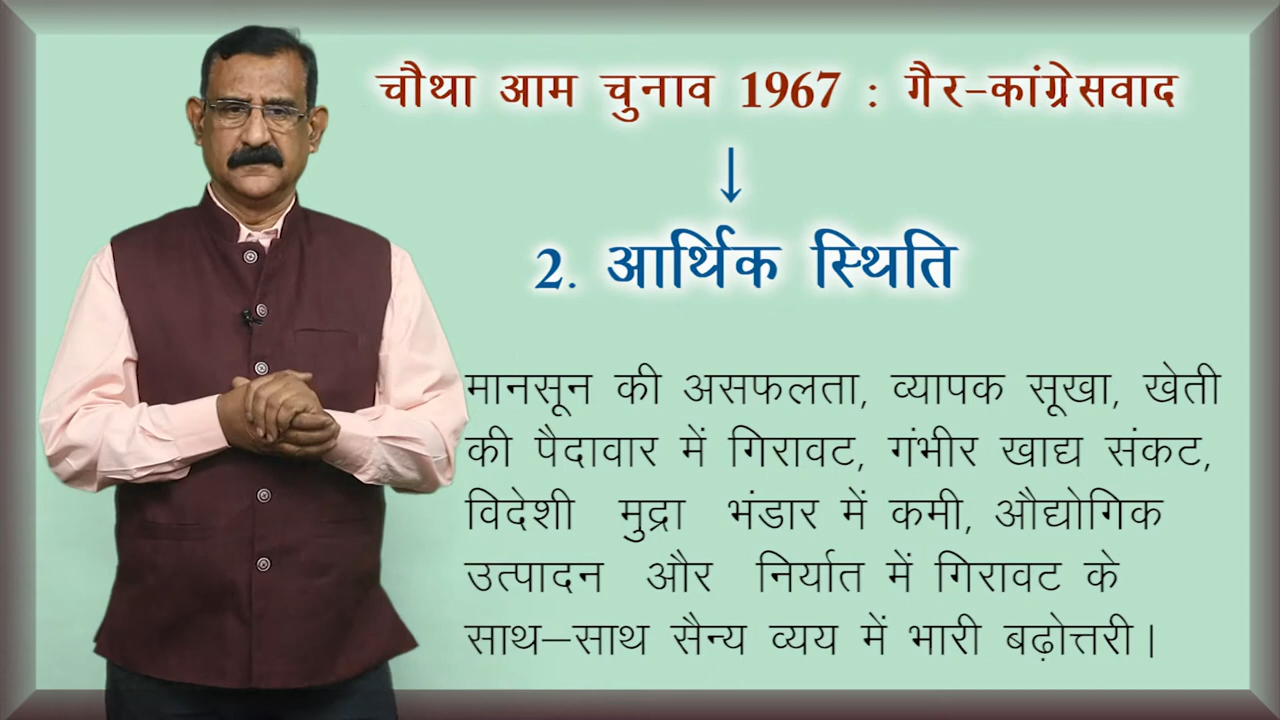 चौथा आम चुनाव 1967 : गैर-कांग्रेसवाद
↓
2. आर्थिक स्थिति
मानसून की असफलता, व्यापक सूखा, खेती
की पैदावार में गिरावट, गंभीर खाद्य संकट,
विदेशी मुद्रा भंडार में कमी, औद्योगिक
उत्पादन और निर्यात में गिरावट के
साथ–साथ सैन्य व्यय में भारी बढ़ोत्तरी।